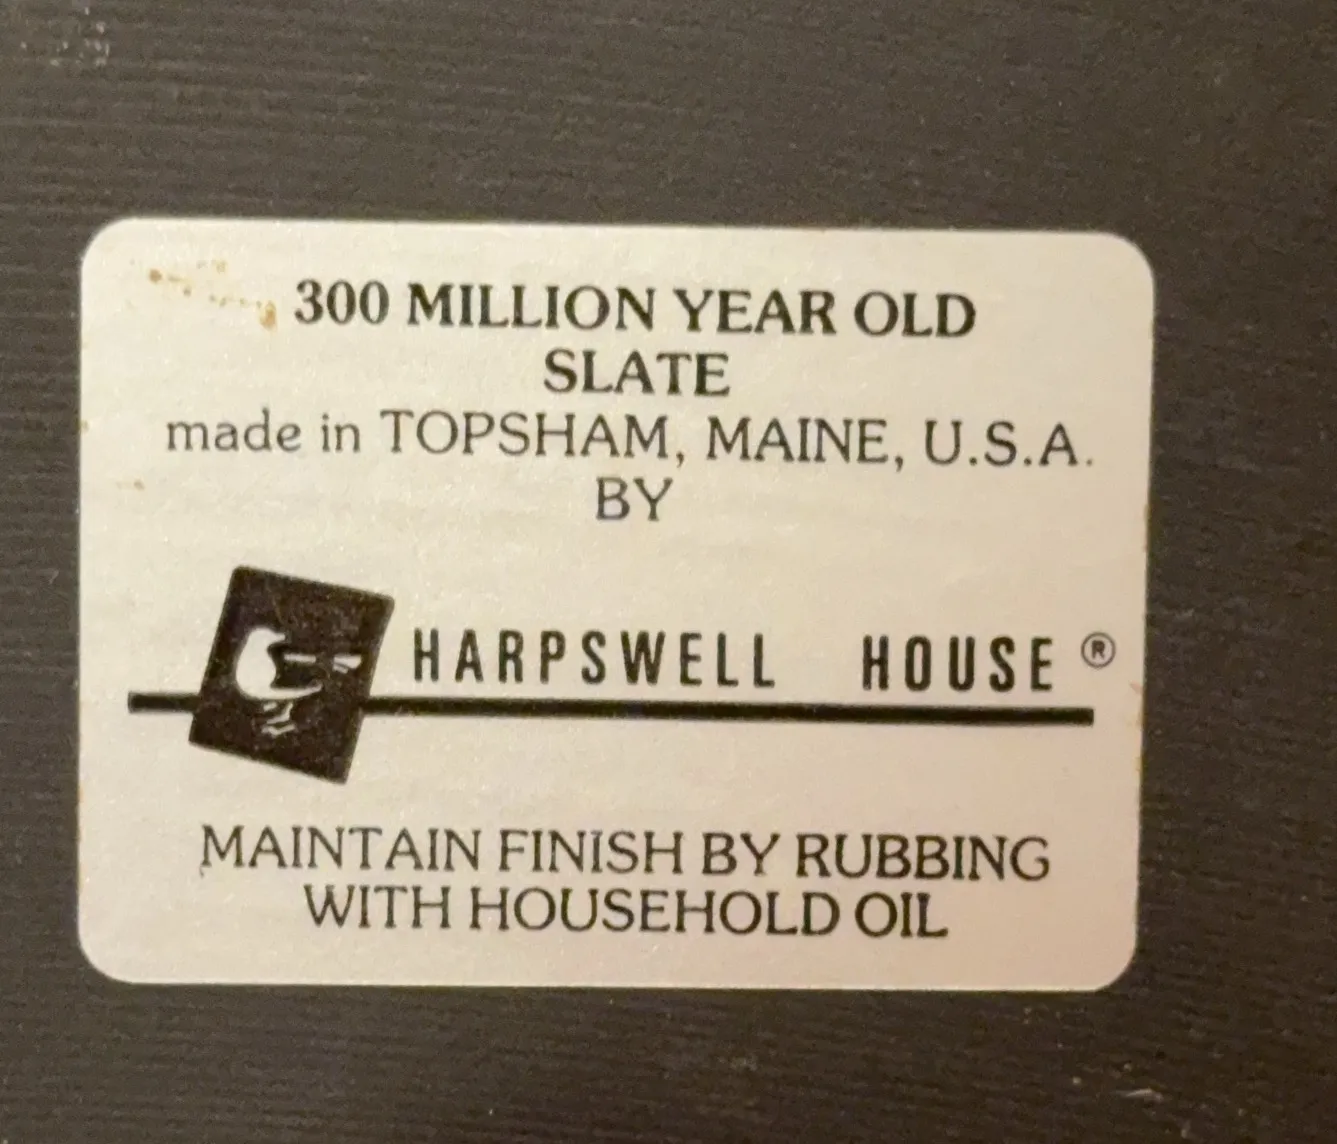 300 MILLION YEAR OLD
SLATE
made in TOPSHAM, MAINE, U.S.A.
BY
HARPSWELL HOUSE ®
MAINTAIN FINISH BY RUBBING
WITH HOUSEHOLD OIL